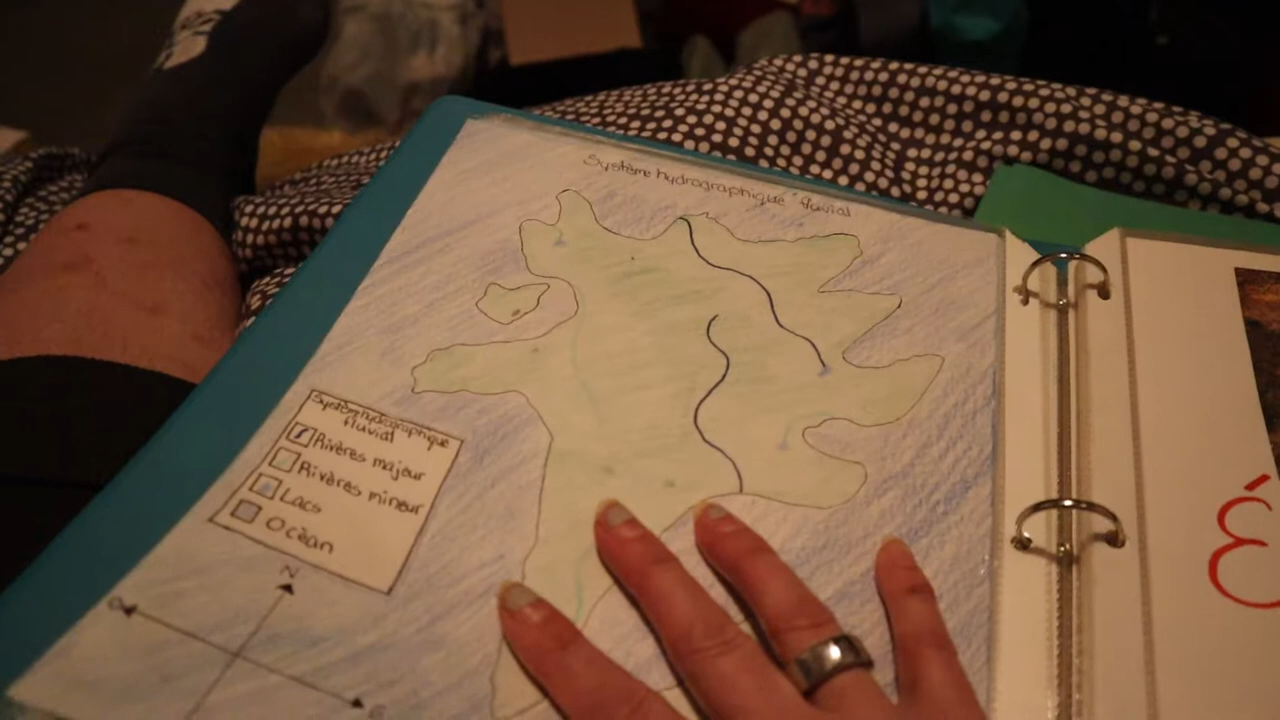 Système hydrographique fluvial
Système hydrographique
fluvial
Rivères majeur
Rivères mineur
Lacs
Océan
N
O
E
É